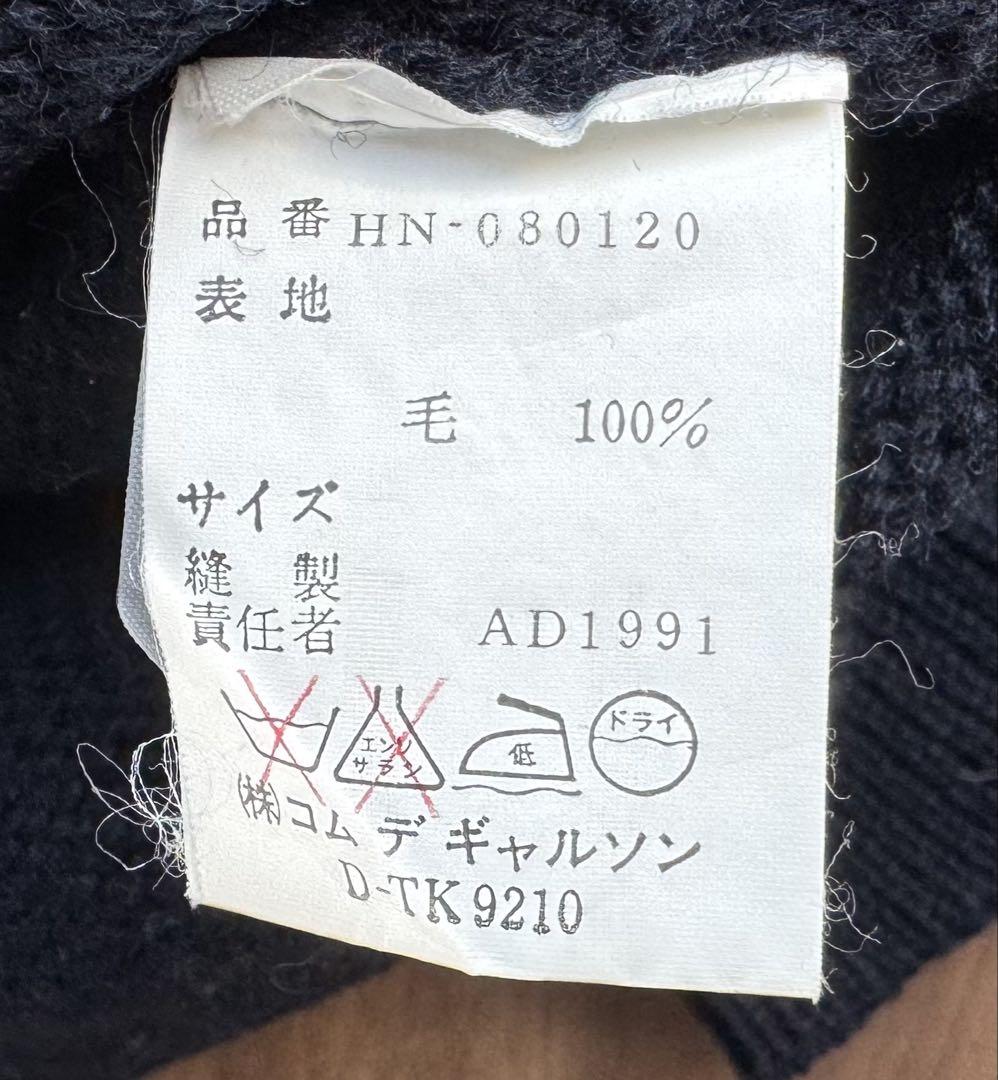 品番 HN-080120
表地
毛 100%
サイズ
縫製
責任者 AD1991
エンソ
サラシ
低
ドライ
(株)コム デ ギャルソン
D-TK9210